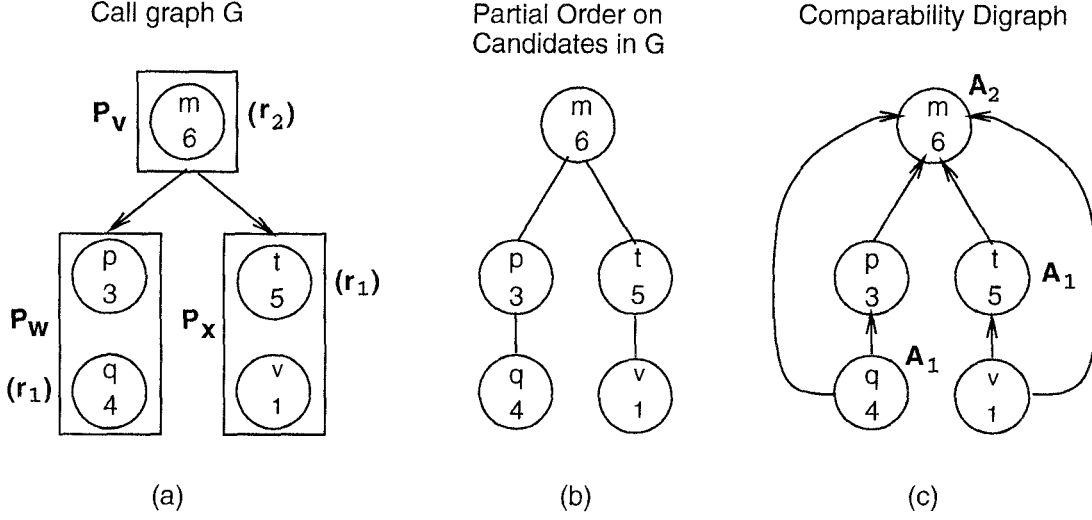 Call graph G
P_v
m
6
(r_2)
p
3
P_w
q
4
(r_1)
t
5
(r_1)
P_x
v
1
(a)
Partial Order on
Candidates in G
m
6
p
3
t
5
q
4
v
1
(b)
Comparability Digraph
m
6
A_2
p
3
t
5
A_1
q
4
A_1
v
1
(c)